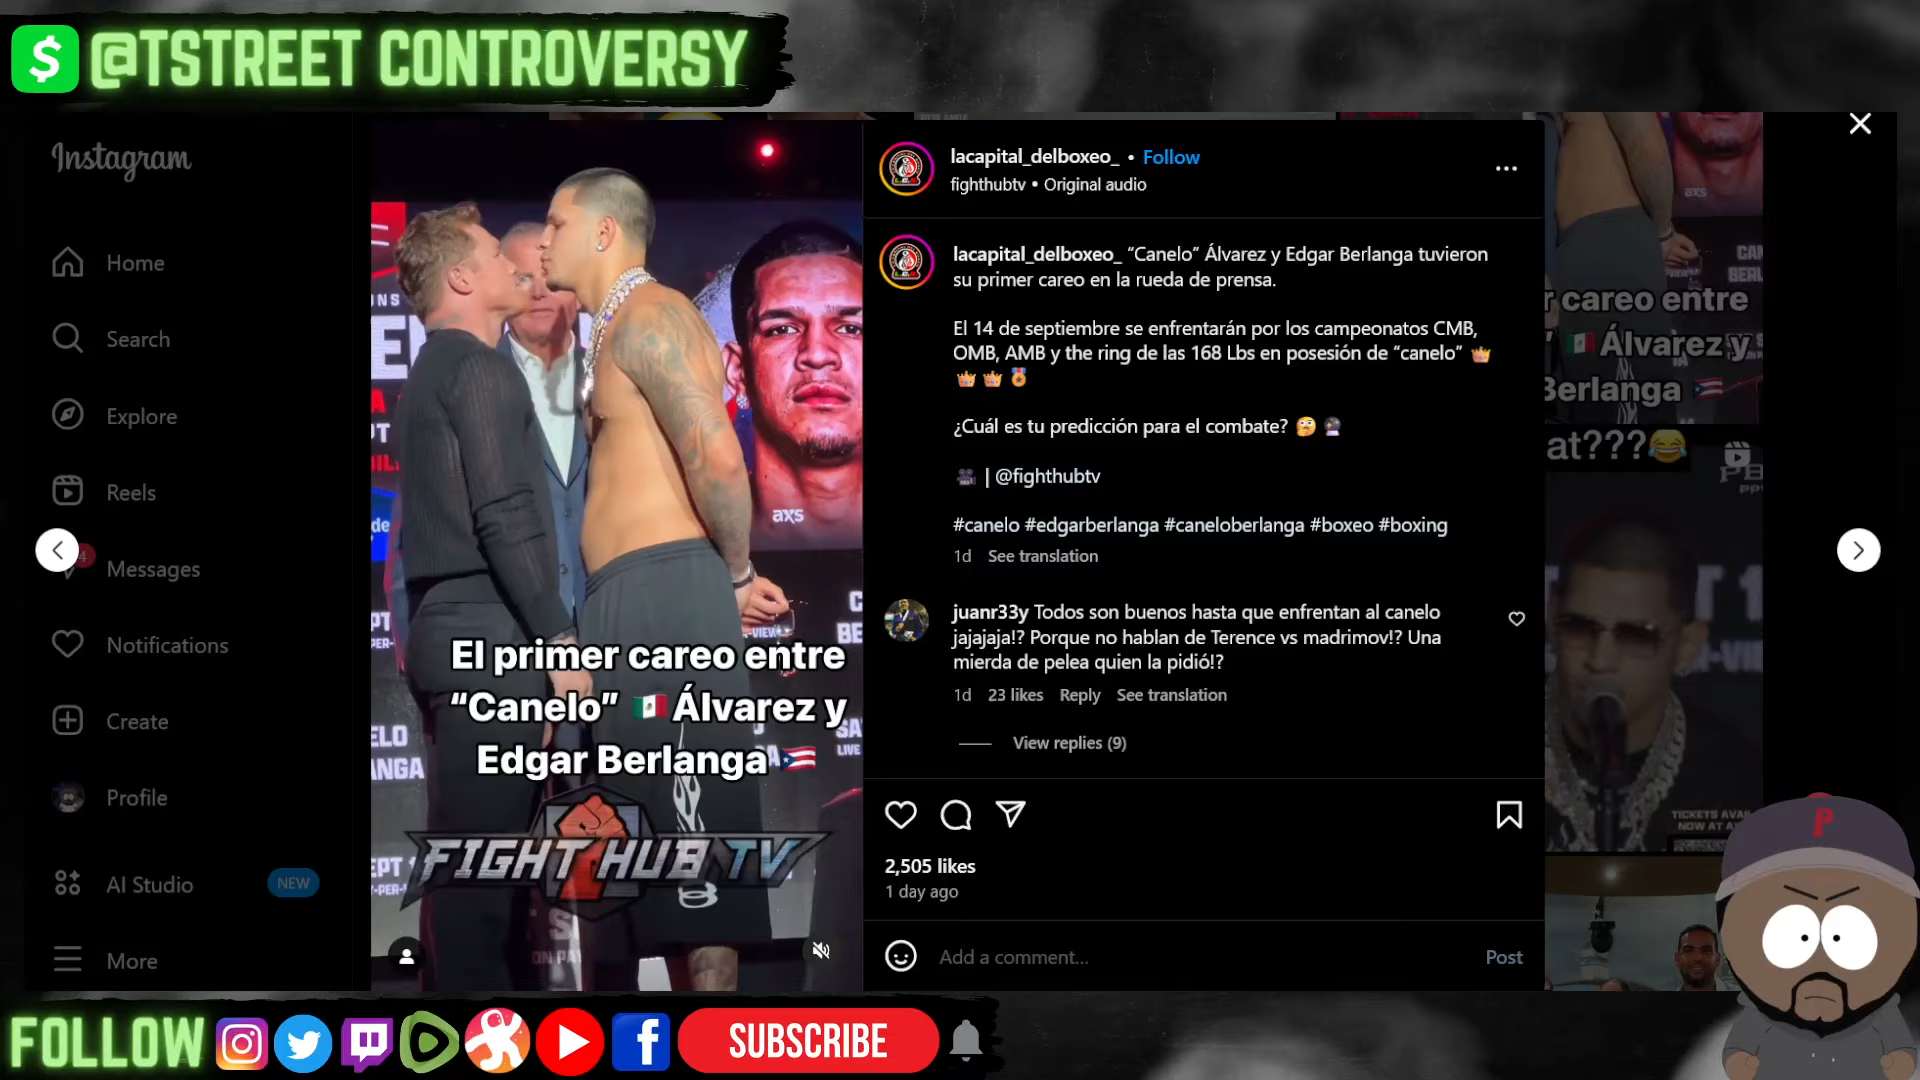 @TSTREET CONTROVERSY
Instagram
Home
Search
Explore
Reels
4
Messages
Notifications
Create
Profile
AI Studio
NEW
More
axs
El primer careo entre
“Canelo” 🇲🇽 Álvarez y
Edgar Berlanga🇵🇷
FIGHT HUB TV
lacapital_delboxeo_ • Follow
fighthubtv • Original audio
lacapital_delboxeo_ “Canelo” Álvarez y Edgar Berlanga tuvieron
su primer careo en la rueda de prensa.
El 14 de septiembre se enfrentarán por los campeonatos CMB,
OMB, AMB y the ring de las 168 Lbs en posesión de “canelo” 👑
👑 👑 🏅
¿Cuál es tu predicción para el combate? 🤔 🔮
🎥 | @fighthubtv
#canelo #edgarberlanga #caneloberlanga #boxeo #boxing
1d See translation
juanr33y Todos son buenos hasta que enfrentan al canelo
jajajaja!? Porque no hablan de Terence vs madrimov!? Una
mierda de pelea quien la pidió!?
1d 23 likes Reply See translation
View replies (9)
2,505 likes
1 day ago
Add a comment...
Post
axs
r careo entre
🇲🇽 Álvarez y
Berlanga 🇵🇷
at???😂
TICKETS AVAI
NOW AT A
P
FOLLOW
SUBSCRIBE